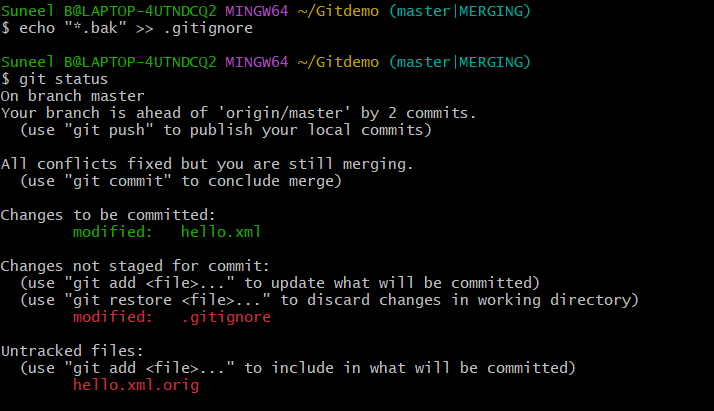 Suneel B@LAPTOP-4UTNDCQ2 MINGW64 ~/Gitdemo (master|MERGING)
$ echo "*.bak" >> .gitignore

Suneel B@LAPTOP-4UTNDCQ2 MINGW64 ~/Gitdemo (master|MERGING)
$ git status
On branch master
Your branch is ahead of 'origin/master' by 2 commits.
  (use "git push" to publish your local commits)

All conflicts fixed but you are still merging.
  (use "git commit" to conclude merge)

Changes to be committed:
        modified:   hello.xml

Changes not staged for commit:
  (use "git add <file>..." to update what will be committed)
  (use "git restore <file>..." to discard changes in working directory)
        modified:   .gitignore

Untracked files:
  (use "git add <file>..." to include in what will be committed)
        hello.xml.orig